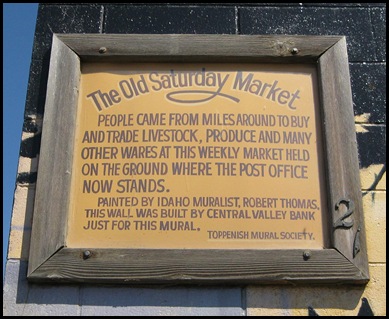 The Old Saturday Market
PEOPLE CAME FROM MILES AROUND TO BUY
AND TRADE LIVESTOCK, PRODUCE AND MANY
OTHER WARES AT THIS WEEKLY MARKET HELD
ON THE GROUND WHERE THE POST OFFICE
NOW STANDS.
PAINTED BY IDAHO MURALIST, ROBERT THOMAS.
THIS WALL WAS BUILT BY CENTRAL VALLEY BANK
JUST FOR THIS MURAL.
TOPPENISH MURAL SOCIETY.
2